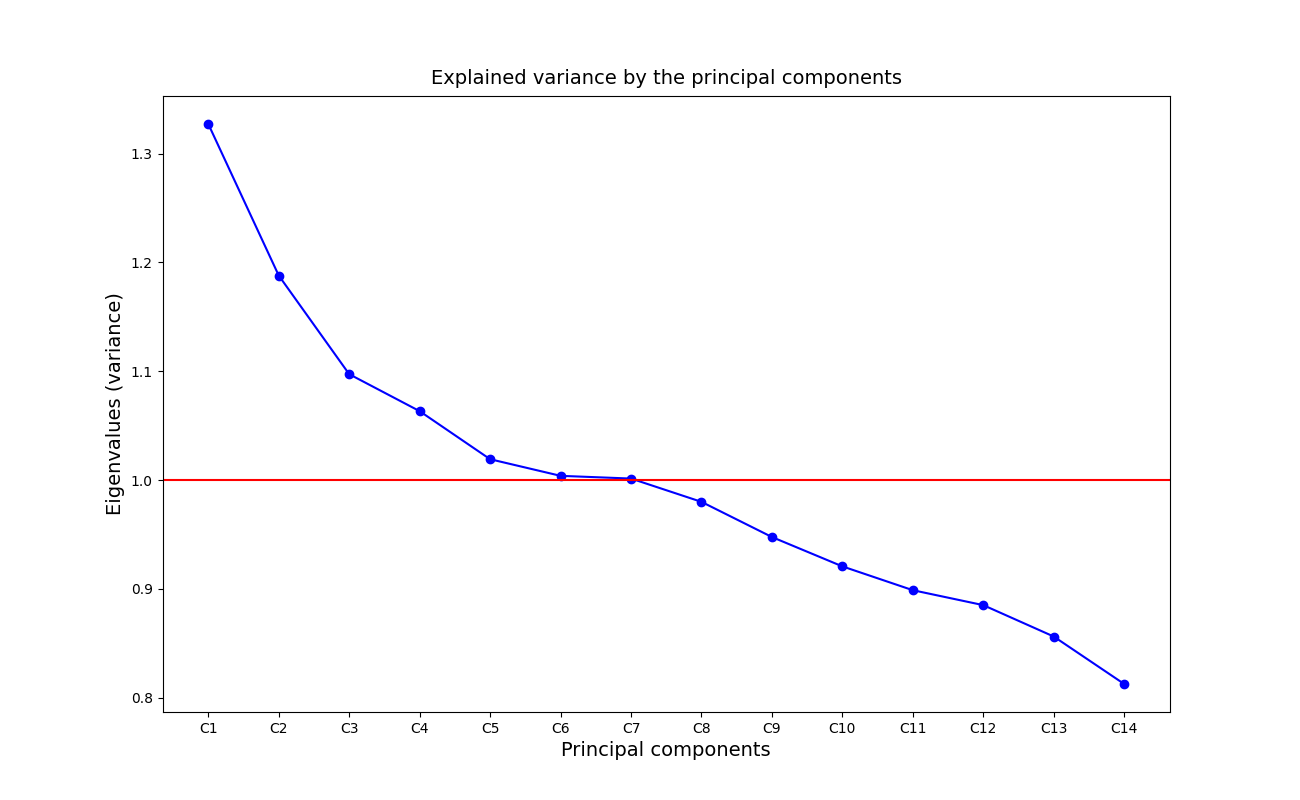 Explained variance by the principal components
Eigenvalues (variance)
1.3
1.2
1.1
1.0
0.9
0.8
C1 C2 C3 C4 C5 C6 C7 C8 C9 C10 C11 C12 C13 C14
Principal components